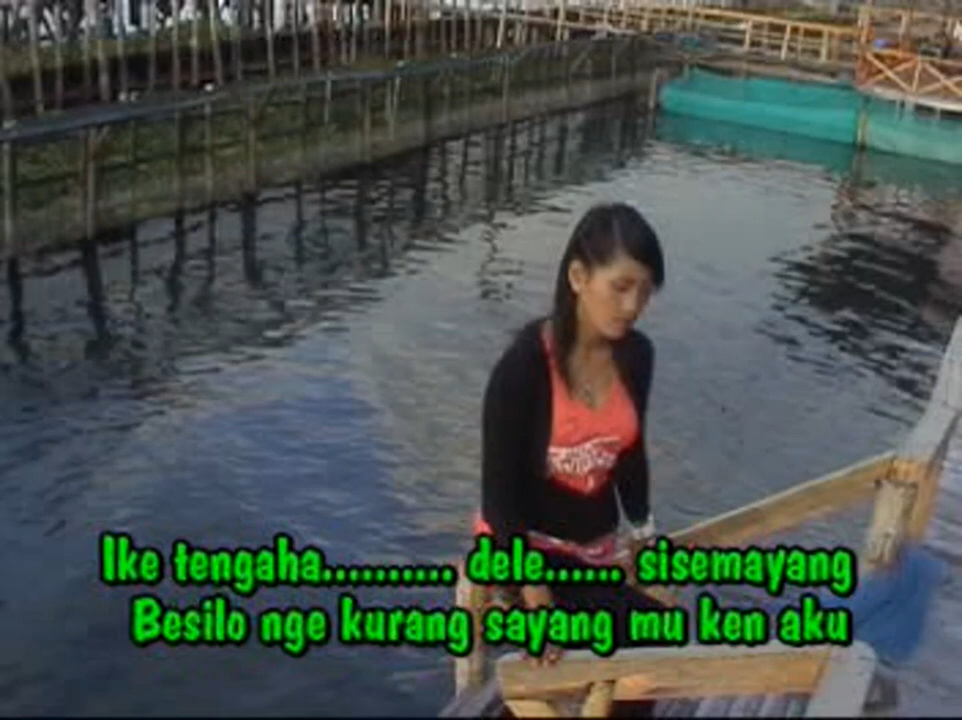 Ike tengaha.......... dele...... sisemayang
Besilo nge kurang sayang mu ken aku